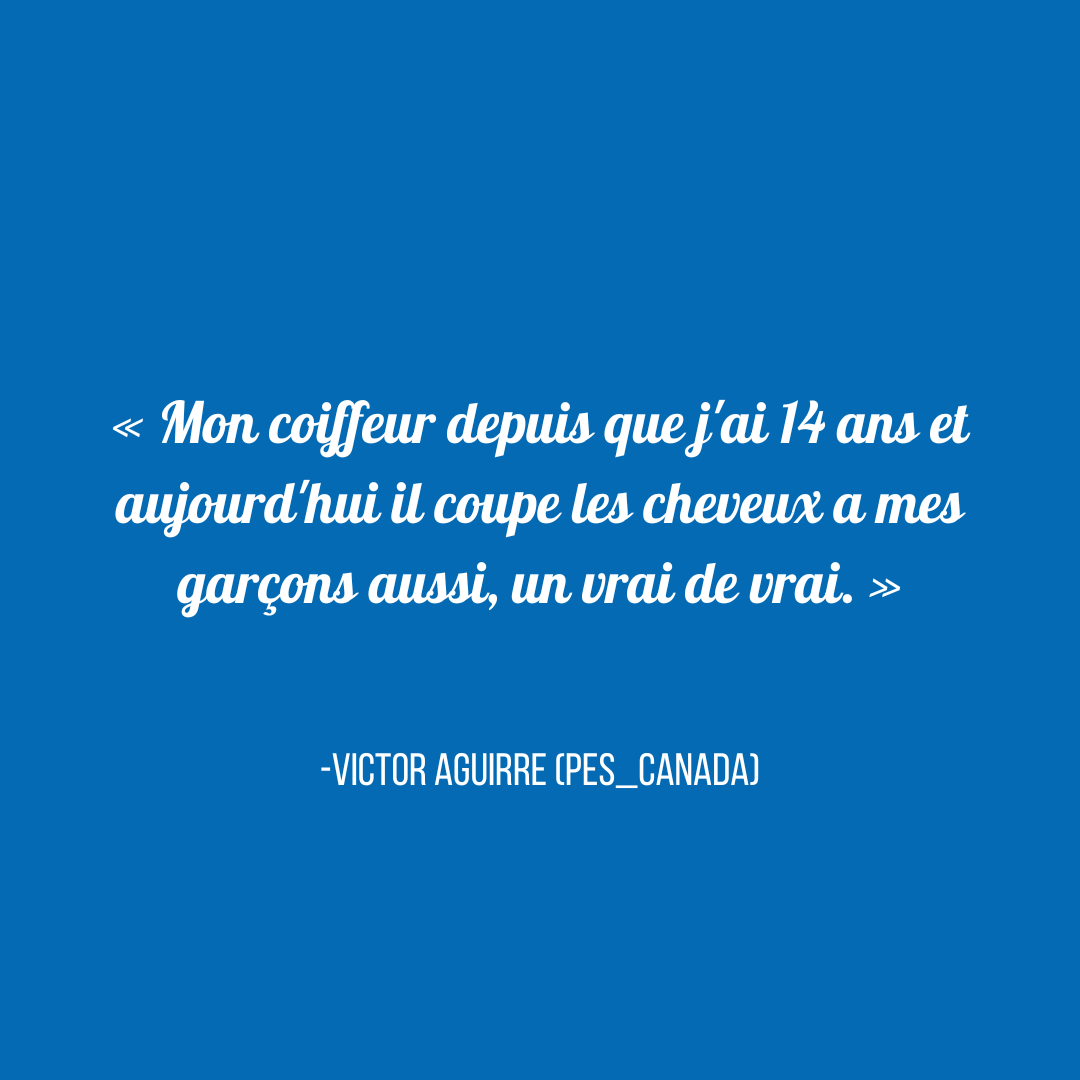 « Mon coiffeur depuis que j'ai 14 ans et
aujourd'hui il coupe les cheveux a mes
garçons aussi, un vrai de vrai. »
-VICTOR AGUIRRE (PES_CANADA)